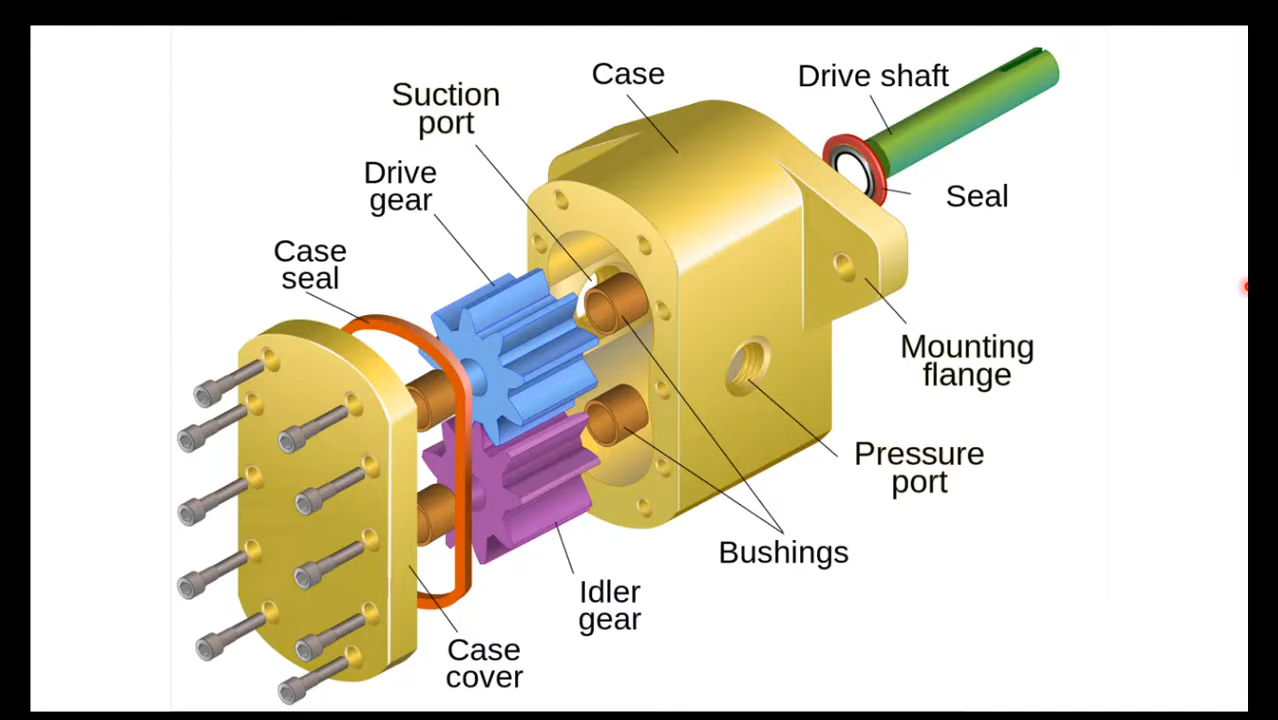 Case
Drive shaft
Suction
port
Drive
gear
Seal
Case
seal
Mounting
flange
Pressure
port
Bushings
Idler
gear
Case
cover